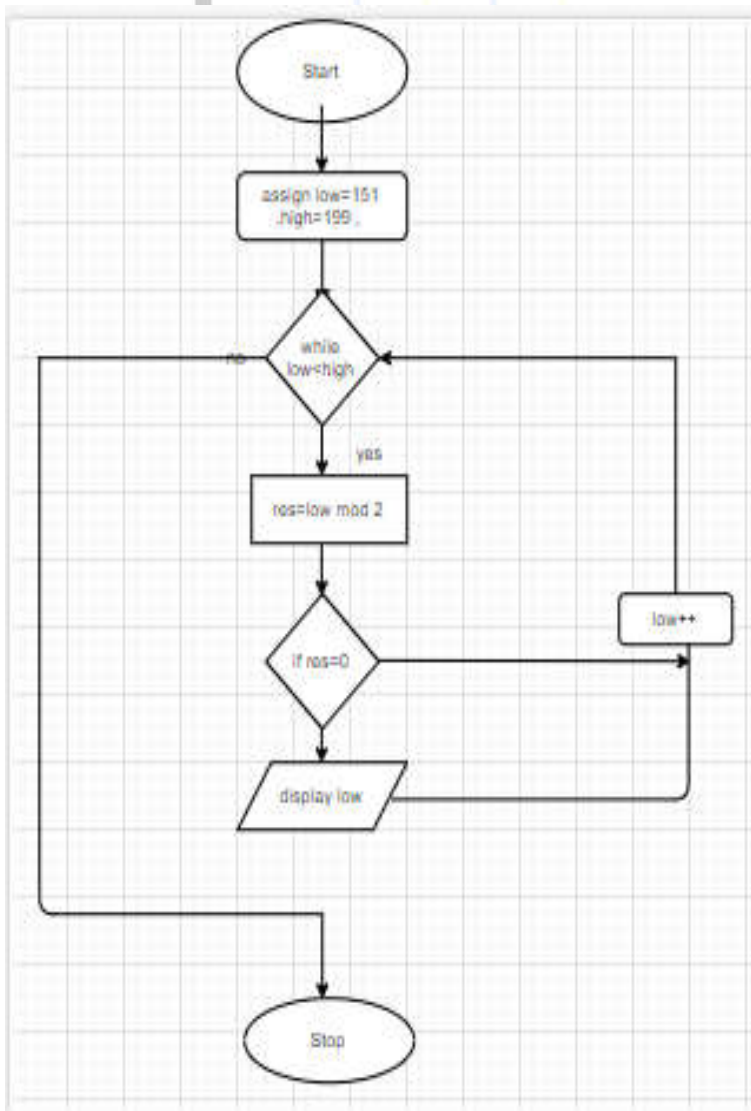 Start
assign low=151
,high=199 ,
while
low<high
no
yes
res=low mod 2
if res=0
low++
display low
Stop